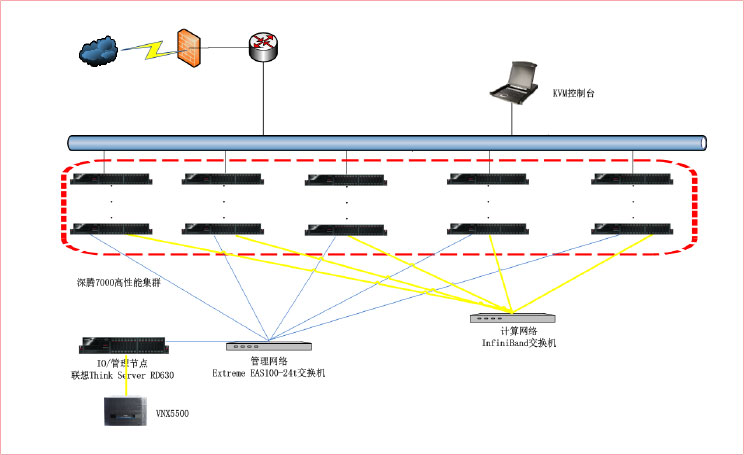 KVM控制台
深腾7000高性能集群
计算网络
InfiniBand交换机
IO/管理节点
联想Think Server RD630
管理网络
Extreme EAS100-24t交换机
VNX5500